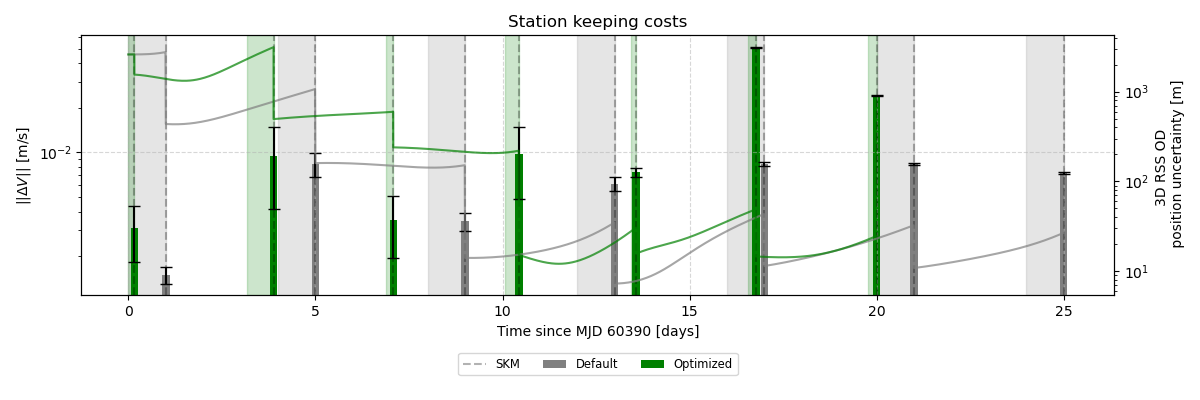 Station keeping costs
||ΔV|| [m/s]
10⁻²
10³
10²
10¹
3D RSS OD
position uncertainty [m]
0 5 10 15 20 25
Time since MJD 60390 [days]
SKM Default Optimized